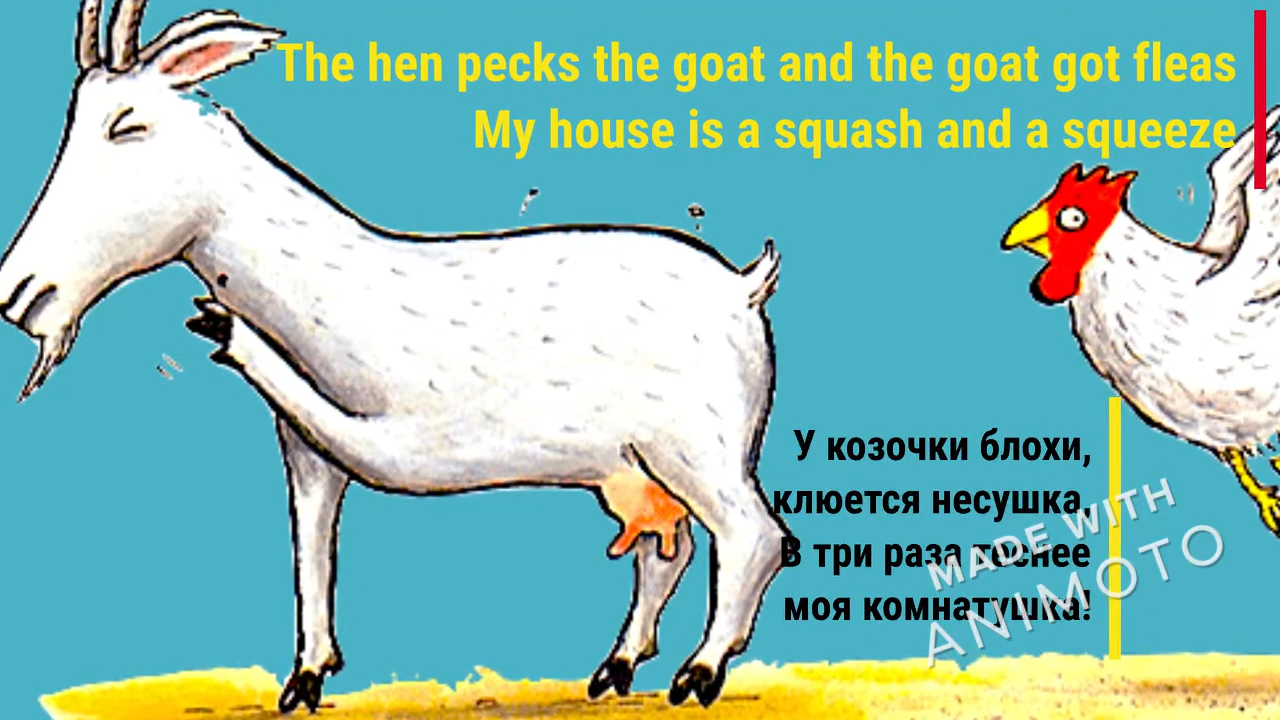 The hen pecks the goat and the goat got fleas
My house is a squash and a squeeze
У козочки блохи,
клюется несушка,
В три раза теснее
моя комнатушка!
MADE WITH
ANIMOTO